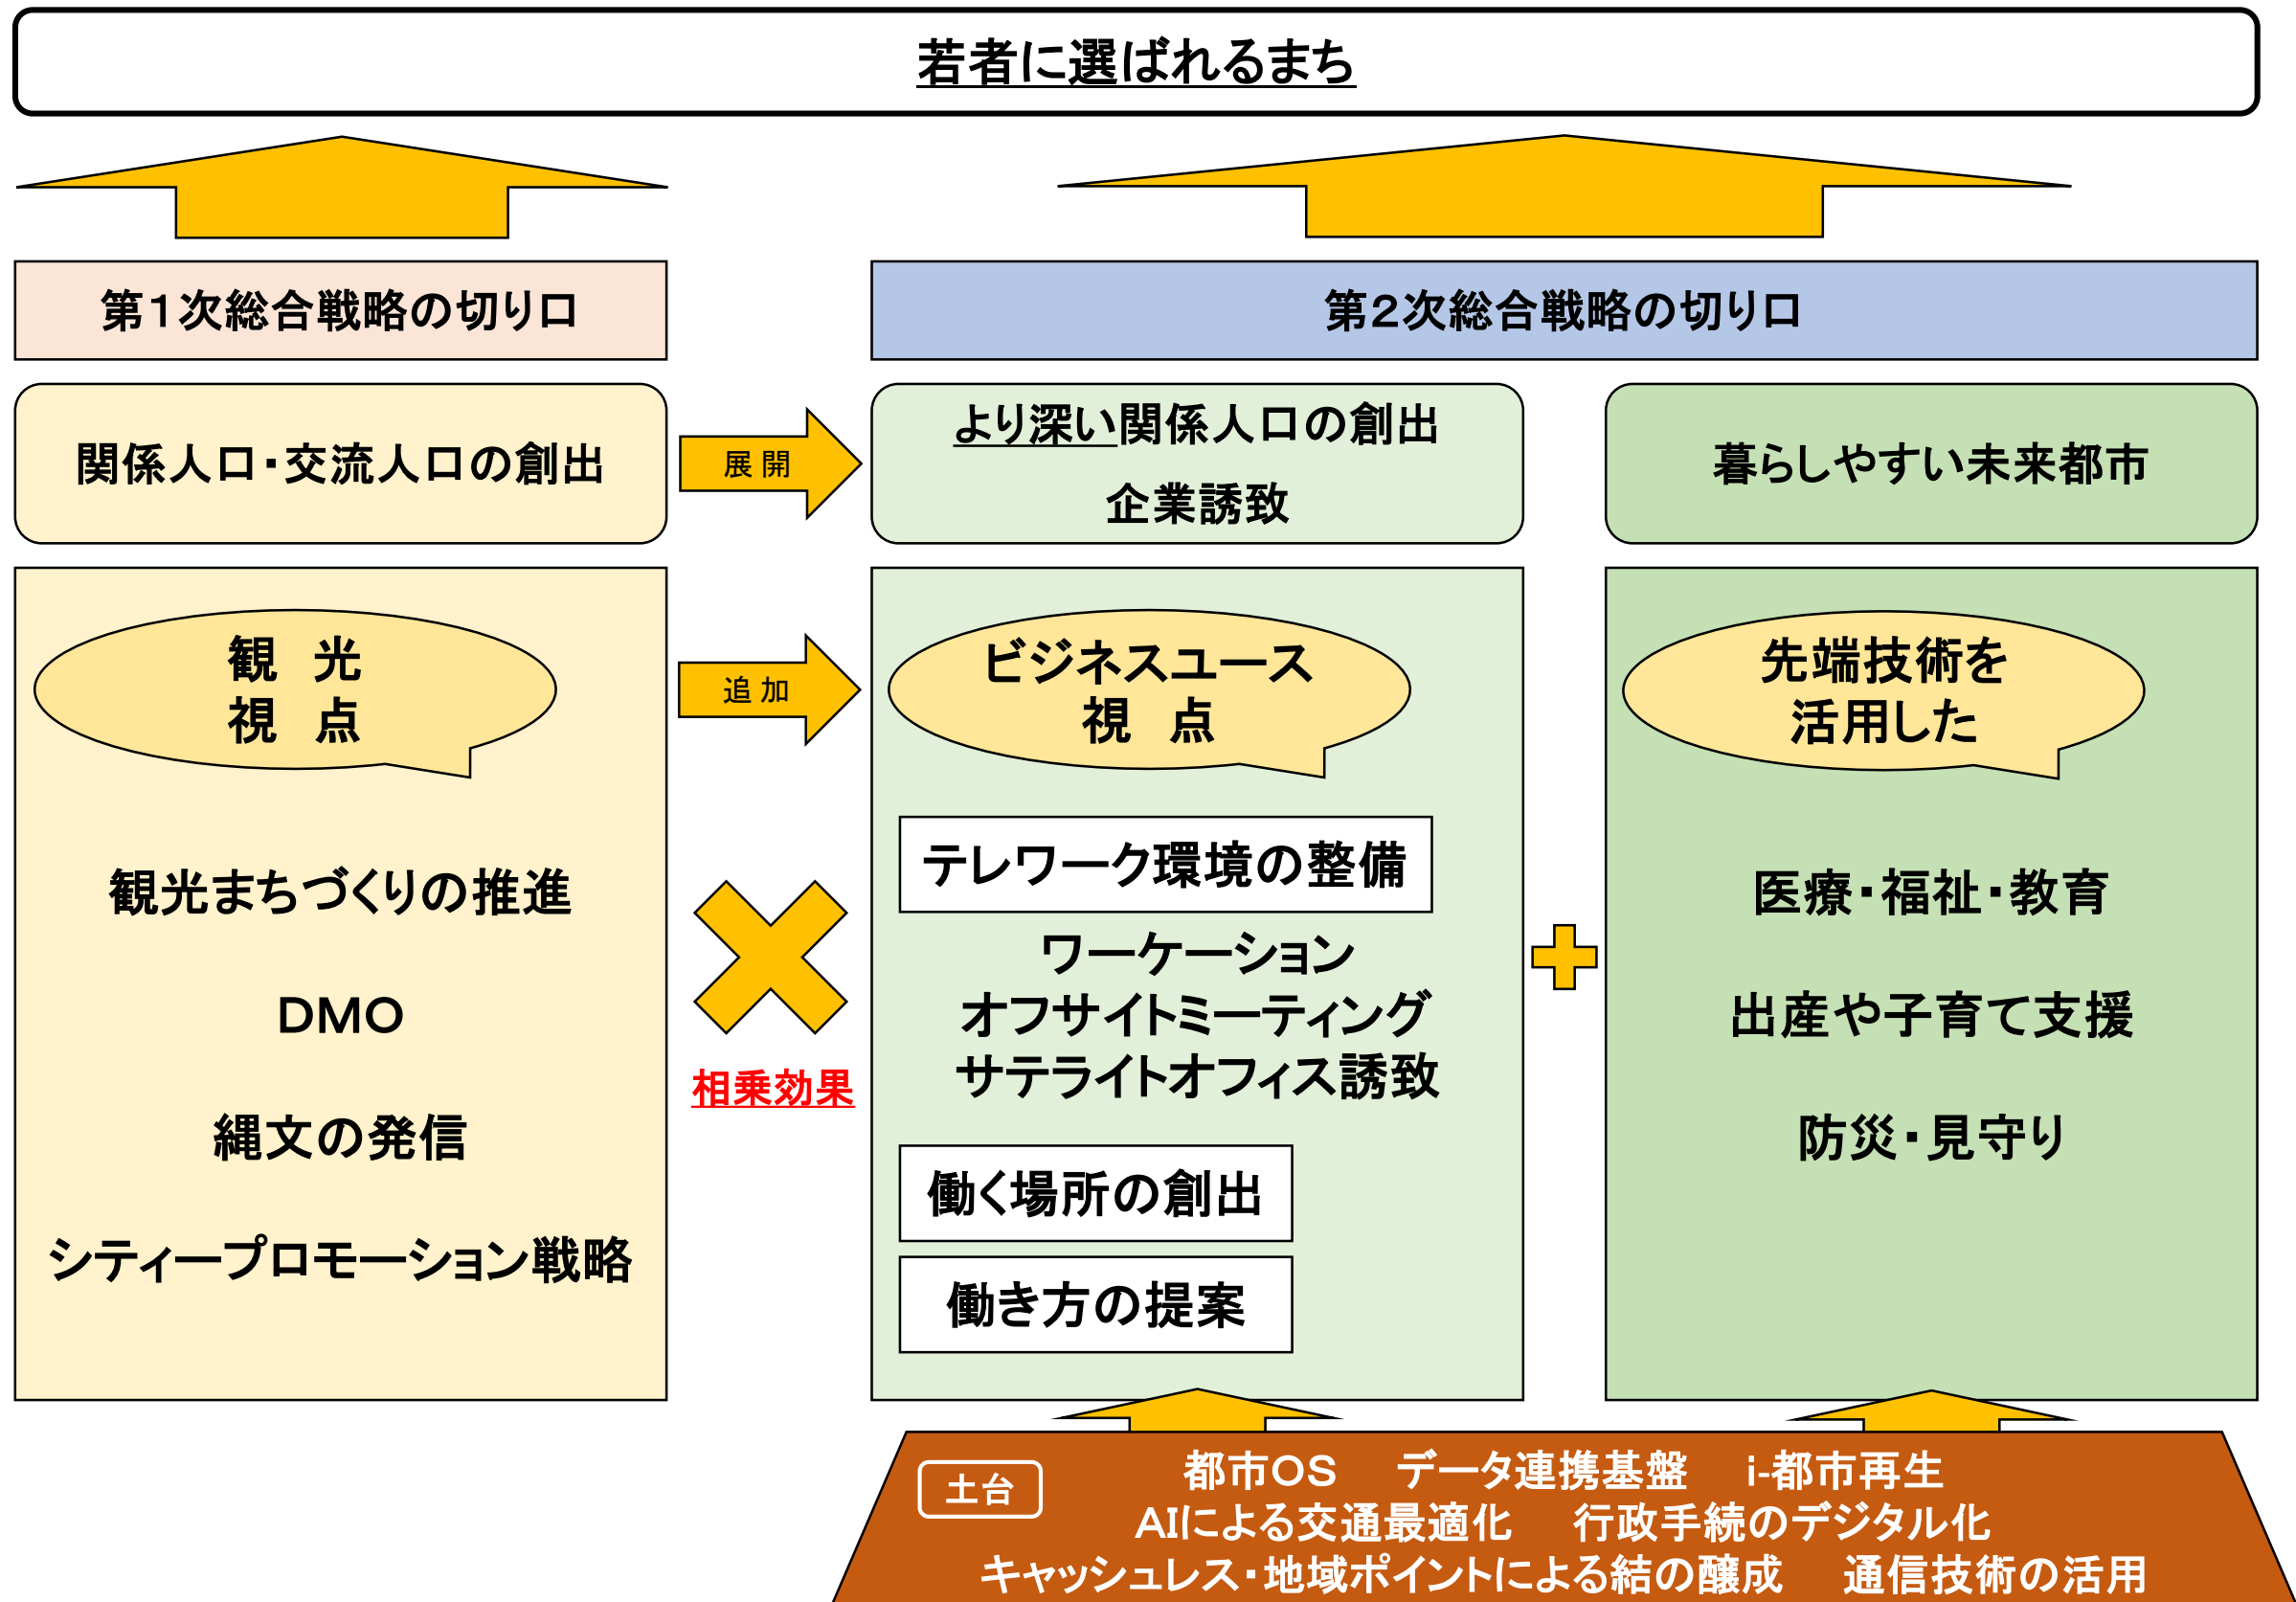 若者に選ばれるまち
第１次総合戦略の切り口
第２次総合戦略の切り口
関係人口・交流人口の創出
展開
より深い関係人口の創出
企業誘致
暮らしやすい未来都市
観　光
視　点
追加
ビジネスユース
視　点
先端技術を
活用した
観光まちづくりの推進
ＤＭＯ
縄文の発信
シティープロモーション戦略
相乗効果
テレワーク環境の整備
ワーケーション
オフサイトミーティング
サテライトオフィス誘致
働く場所の創出
働き方の提案
医療・福祉・教育
出産や子育て支援
防災・見守り
土台
都市ＯＳ　データ連携基盤　i-都市再生
AIによる交通最適化　行政手続のデジタル化
キャッシュレス・地域ポイントによる結の醸成　通信技術の活用